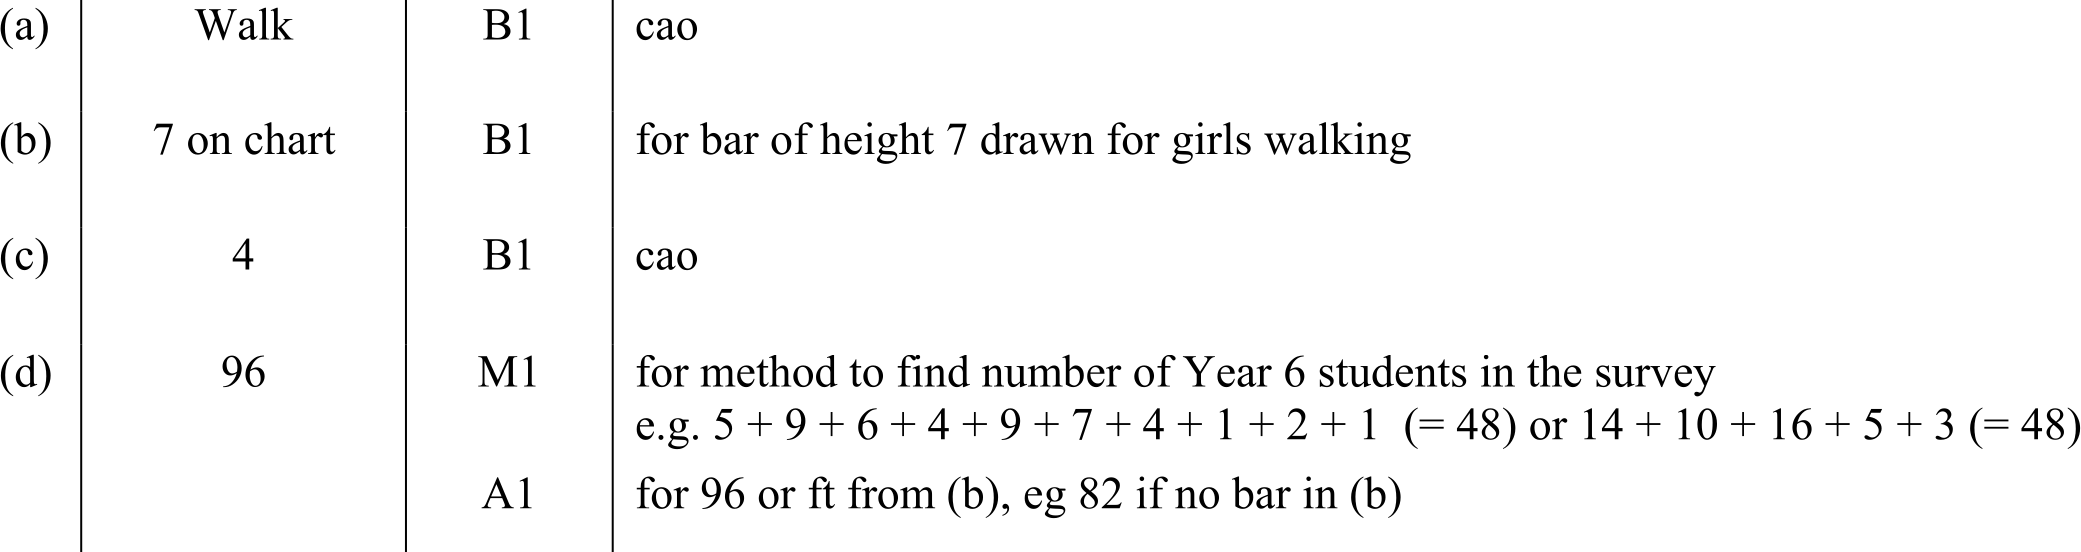 (a) Walk B1 cao
(b) 7 on chart B1 for bar of height 7 drawn for girls walking
(c) 4 B1 cao
(d) 96 M1 for method to find number of Year 6 students in the survey
e.g. 5 + 9 + 6 + 4 + 9 + 7 + 4 + 1 + 2 + 1 (= 48) or 14 + 10 + 16 + 5 + 3 (= 48)
A1 for 96 or ft from (b), eg 82 if no bar in (b)